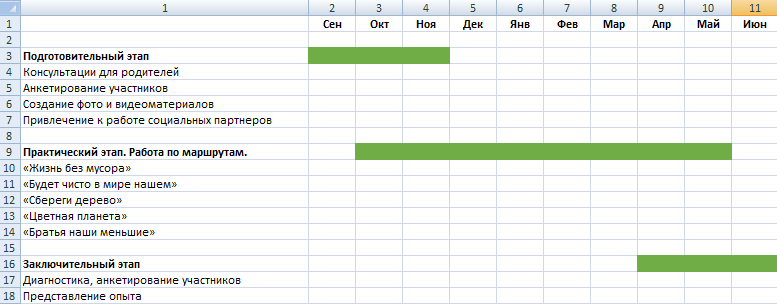 1 2 3 4 5 6 7 8 9 10 11
1 Сен Окт Ноя Дек Янв Фев Мар Апр Май Июн
2
3 Подготовительный этап
4 Консультации для родителей
5 Анкетирование участников
6 Создание фото и видеоматериалов
7 Привлечение к работе социальных партнеров
8
9 Практический этап. Работа по маршрутам.
10 «Жизнь без мусора»
11 «Будет чисто в мире нашем»
12 «Сбереги дерево»
13 «Цветная планета»
14 «Братья наши меньшие»
15
16 Заключительный этап
17 Диагностика, анкетирование участников
18 Представление опыта